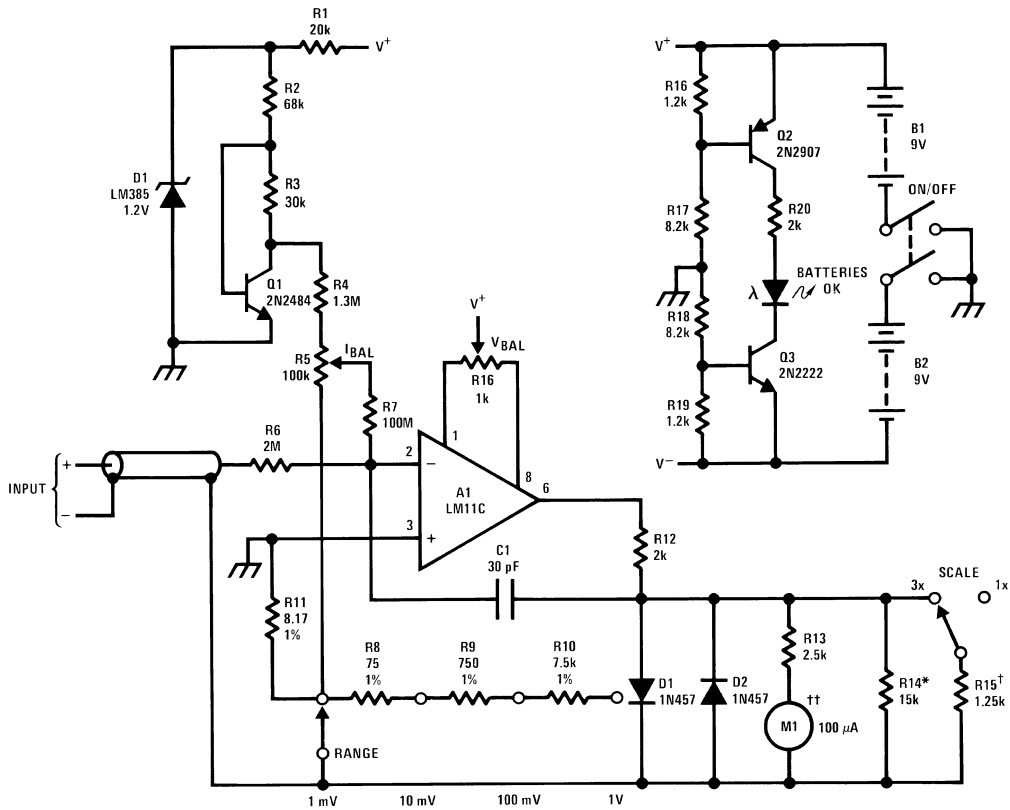 R1
20k
V+
R2
68k
D1
LM385
1.2V
R3
30k
Q1
2N2484
R4
1.3M
R5
100k
IBAL
V+
VBAL
R16
1k
R7
100M
R6
2M
INPUT
+
−
2
−
1
8
6
A1
LM11C
3
+
C1
30 pF
R12
2k
R11
8.17
1%
R8
75
1%
R9
750
1%
R10
7.5k
1%
RANGE
1 mV
10 mV
100 mV
1V
D1
1N457
D2
1N457
R13
2.5k
††
M1
100 μA
R14*
15k
SCALE
3x
1x
R15†
1.25k
V+
R16
1.2k
Q2
2N2907
R17
8.2k
R20
2k
BATTERIES
OK
λ
R18
8.2k
Q3
2N2222
R19
1.2k
V−
B1
9V
ON/OFF
B2
9V